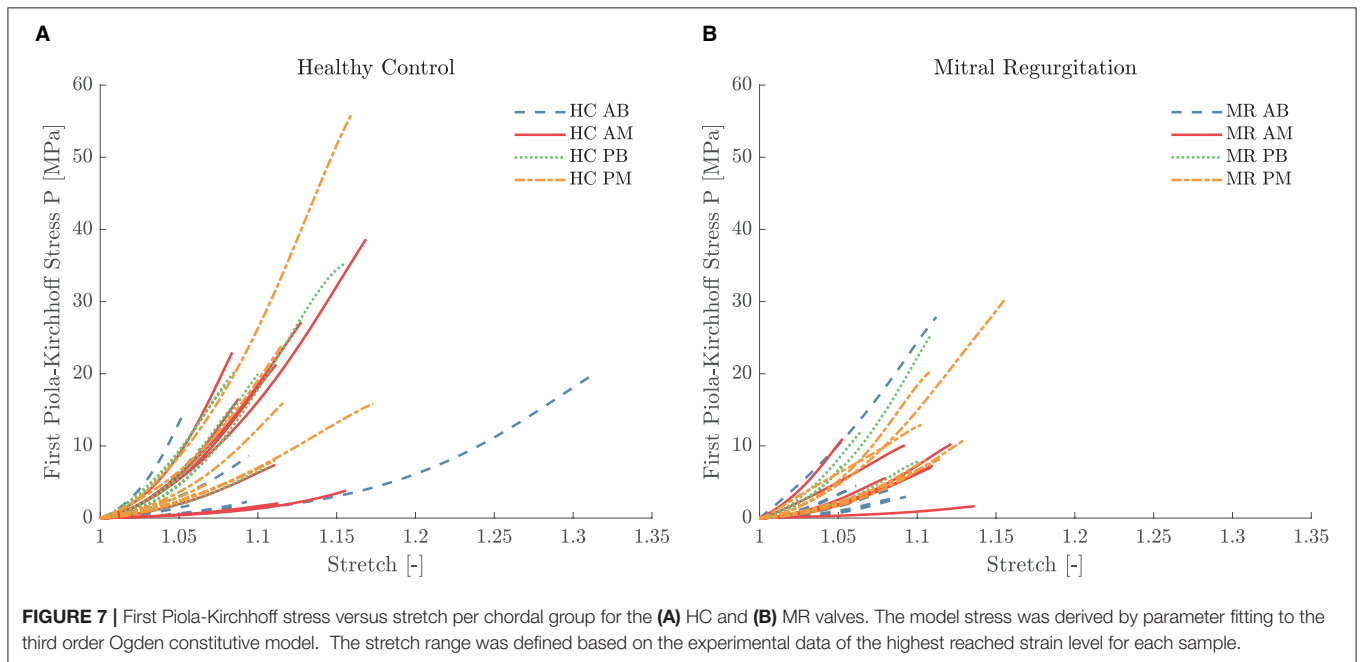 A
Healthy Control
First Piola-Kirchhoff Stress P [MPa]
60
50
40
30
20
10
0
HC AB
HC AM
HC PB
HC PM
1
1.05
1.1
1.15
1.2
1.25
1.3
1.35
Stretch [-]
B
Mitral Regurgitation
First Piola-Kirchhoff Stress P [MPa]
60
50
40
30
20
10
0
MR AB
MR AM
MR PB
MR PM
1
1.05
1.1
1.15
1.2
1.25
1.3
1.35
Stretch [-]
FIGURE 7 | First Piola-Kirchhoff stress versus stretch per chordal group for the (A) HC and (B) MR valves. The model stress was derived by parameter fitting to the
third order Ogden constitutive model. The stretch range was defined based on the experimental data of the highest reached strain level for each sample.